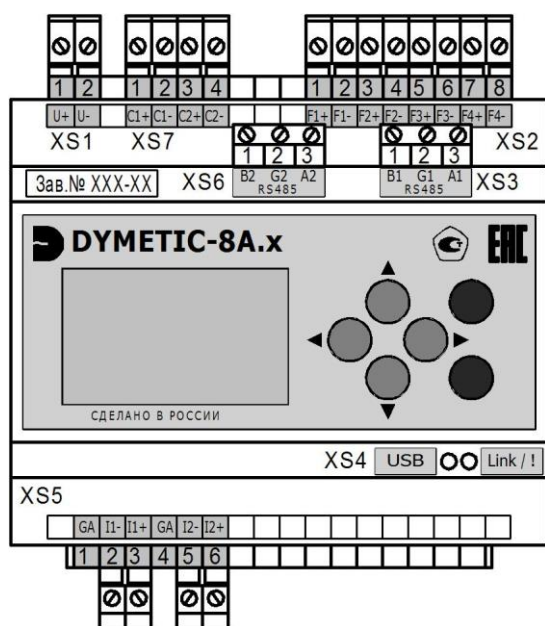 1 2 1 2 3 4 1 2 3 4 5 6 7 8
U+ U- C1+ C1- C2+ C2- F1+ F1- F2+ F2- F3+ F3- F4+ F4-
XS1 XS7 XS2
1 2 3 1 2 3
Зав.№ XXX-XX XS6 B2 G2 A2 B1 G1 A1 XS3
RS485 RS485
DYMETIC-8A.x EAC
СДЕЛАНО В РОССИИ
XS4 USB Link / !
XS5
GA I1- I1+ GA I2- I2+
1 2 3 4 5 6